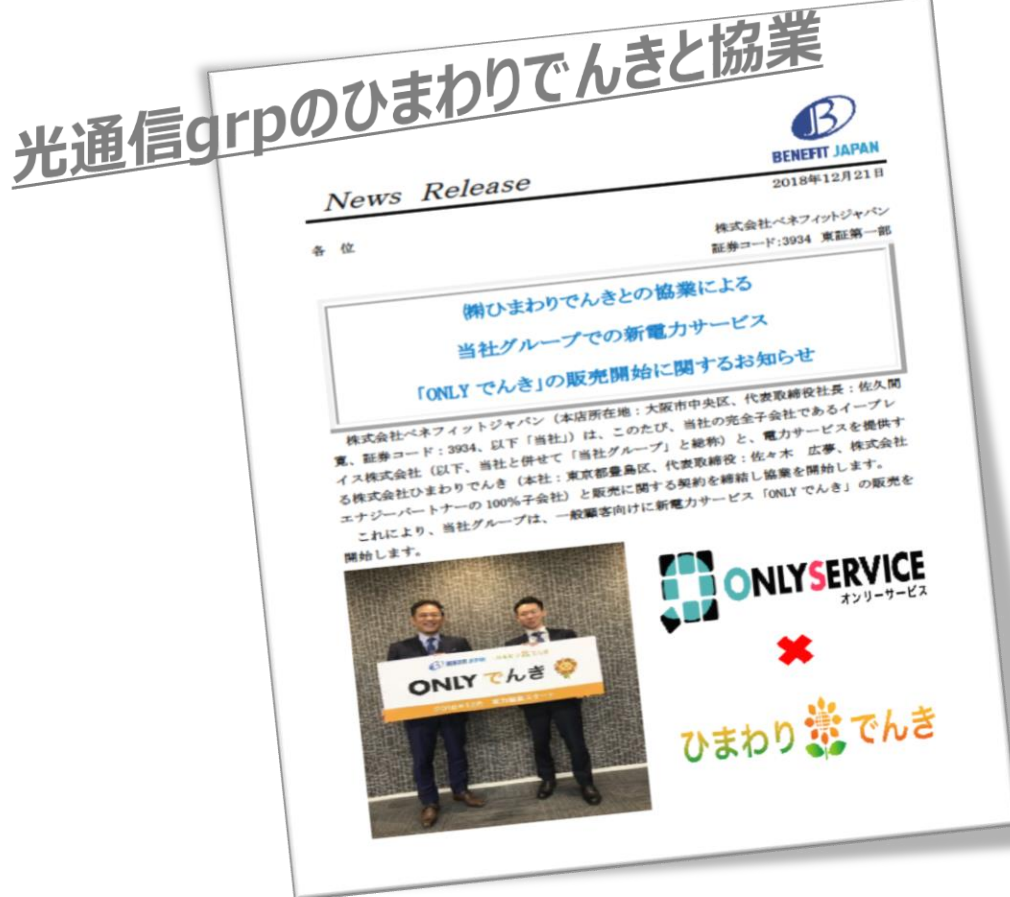 光通信grpのひまわりでんきと協業
BENEFIT JAPAN
News Release
2018年12月21日
各 位
株式会社ベネフィットジャパン
証券コード:3934 東証第一部
㈱ひまわりでんきとの協業による
当社グループでの新電力サービス
「ONLY でんき」の販売開始に関するお知らせ
株式会社ベネフィットジャパン（本店所在地：大阪市中央区、代表取締役社長：佐久間
寛、証券コード：3934、以下「当社」）は、このたび、当社の完全子会社であるイープレ
イス株式会社（以下、当社と併せて「当社グループ」と総称）と、電力サービスを提供す
る株式会社ひまわりでんき（本社：東京都豊島区、代表取締役：佐々木 広夢、株式会社
エナジーパートナーの 100%子会社）と販売に関する契約を締結し協業を開始します。
これにより、当社グループは、一般顧客向けに新電力サービス「ONLY でんき」の販売を
開始します。
BENEFIT JAPAN
ONLY でんき
ONLYSERVICE
オンリーサービス
ひまわり でんき